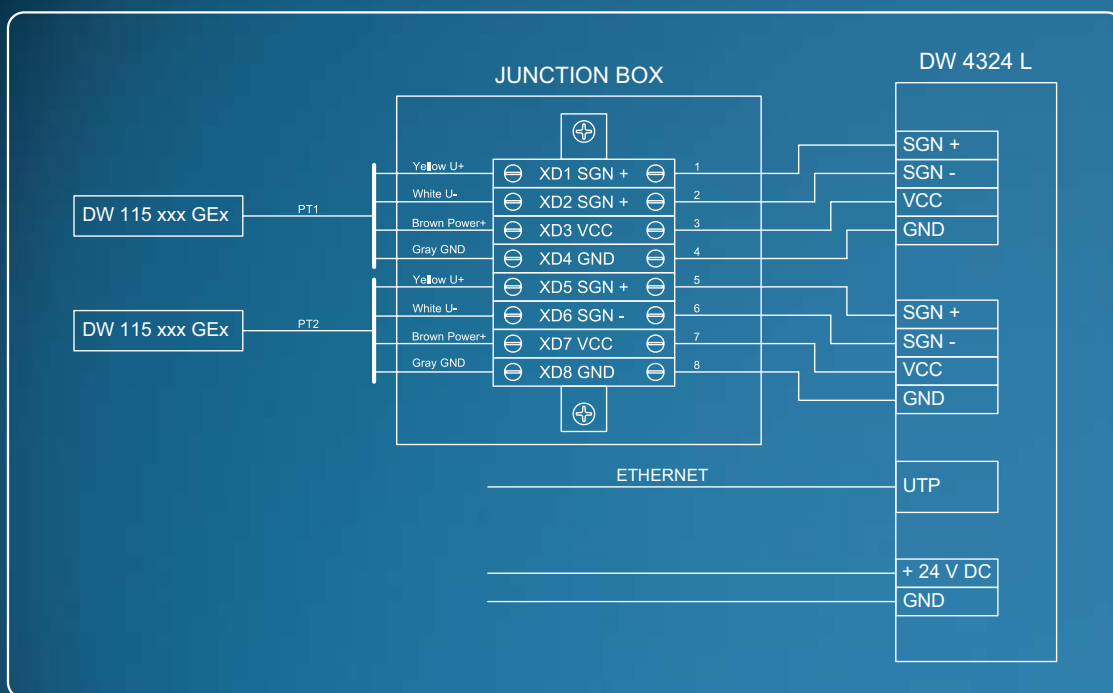 DW 4324 L
JUNCTION BOX
DW 115 xxx GEx
PT1
Yellow U+
White U-
Brown Power+
Gray GND
XD1 SGN +
XD2 SGN +
XD3 VCC
XD4 GND
1
2
3
4
SGN +
SGN -
VCC
GND
DW 115 xxx GEx
PT2
Yellow U+
White U-
Brown Power+
Gray GND
XD5 SGN +
XD6 SGN -
XD7 VCC
XD8 GND
5
6
7
8
SGN +
SGN -
VCC
GND
ETHERNET
UTP
+ 24 V DC
GND